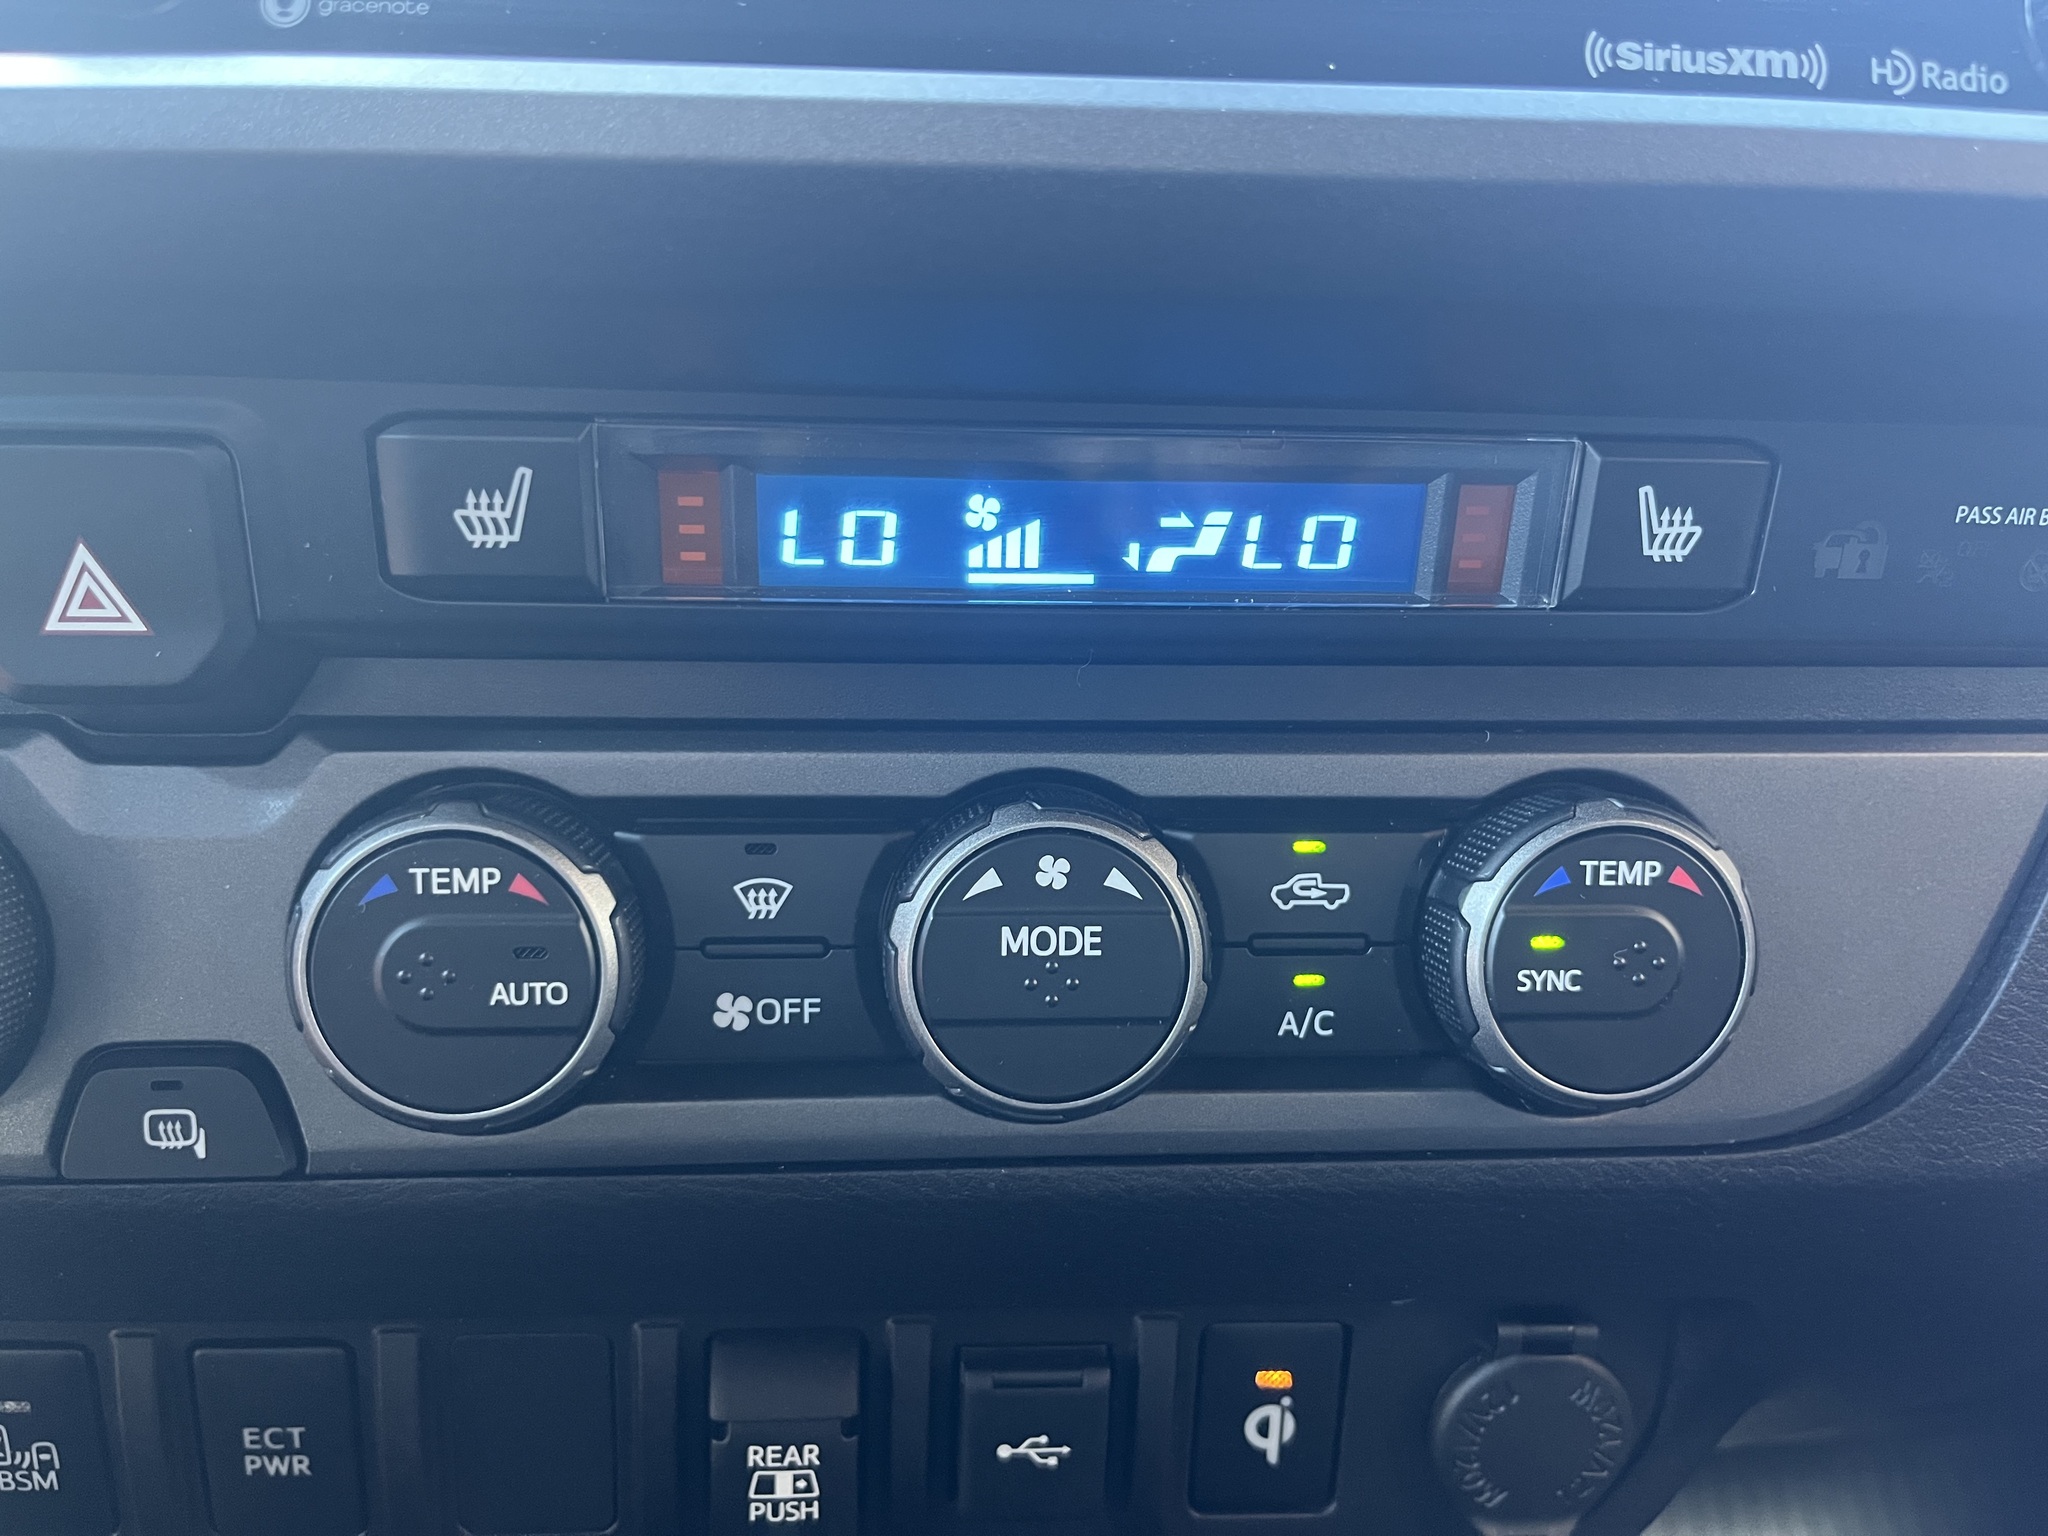 gracenote
SiriusXM
HD Radio
PASS AIR B
LO LO
TEMP
AUTO
OFF
MODE
A/C
TEMP
SYNC
BSM
ECT
PWR
REAR
PUSH
qi